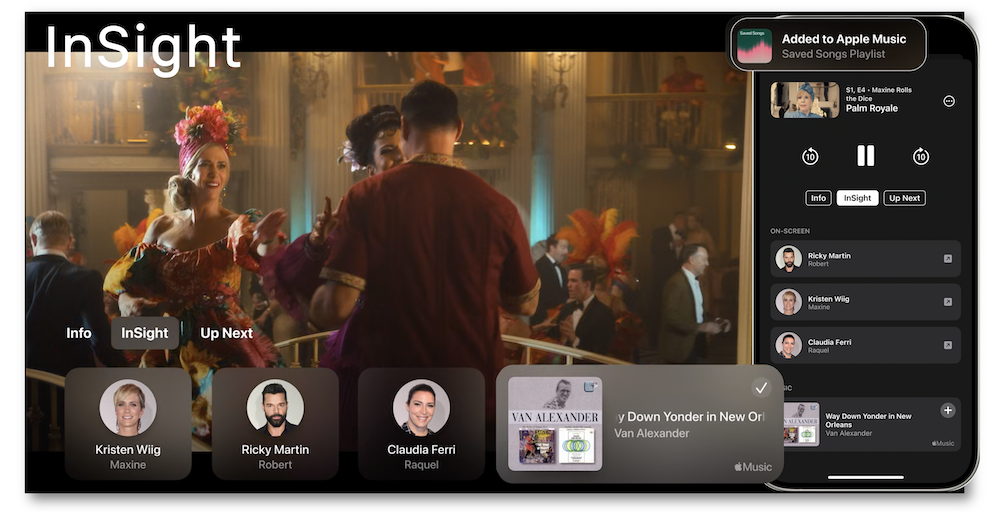 InSight
Info
InSight
Up Next
Kristen Wiig
Maxine
Ricky Martin
Robert
Claudia Ferri
Raquel
VAN ALEXANDER
y Down Yonder in New Orl
Van Alexander
Music
Saved Songs
Added to Apple Music
Saved Songs Playlist
S1, E4 • Maxine Rolls
the Dice
Palm Royale
10
10
Info
InSight
Up Next
ON-SCREEN
Ricky Martin
Robert
Kristen Wiig
Maxine
Claudia Ferri
Raquel
Way Down Yonder in New
Orleans
Van Alexander
Music